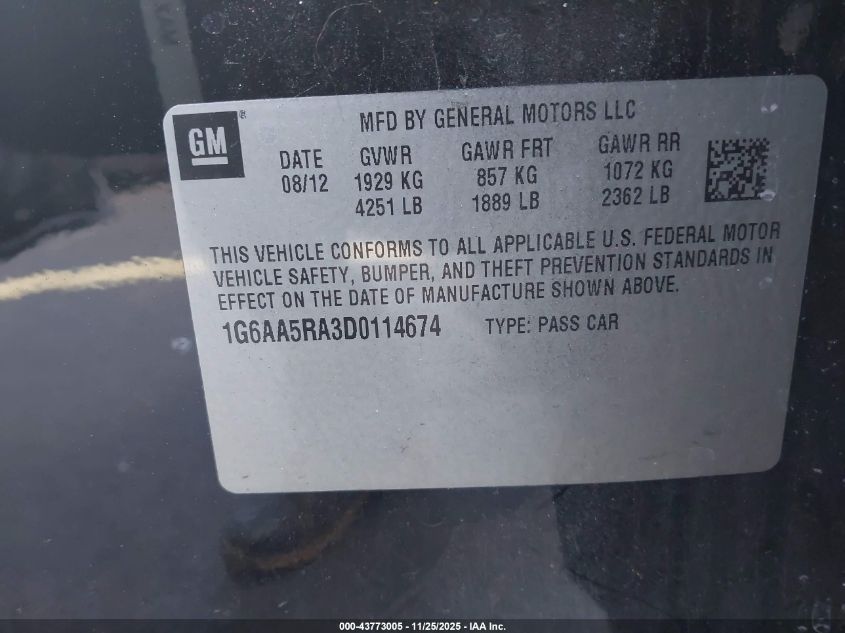 GM
®
MFD BY GENERAL MOTORS LLC
DATE GVWR GAWR FRT GAWR RR
08/12 1929 KG 857 KG 1072 KG
4251 LB 1889 LB 2362 LB
THIS VEHICLE CONFORMS TO ALL APPLICABLE U.S. FEDERAL MOTOR
VEHICLE SAFETY, BUMPER, AND THEFT PREVENTION STANDARDS IN
EFFECT ON THE DATE OF MANUFACTURE SHOWN ABOVE.
1G6AA5RA3D0114674 TYPE: PASS CAR
000-43773005 - 11/25/2025 - IAA Inc.